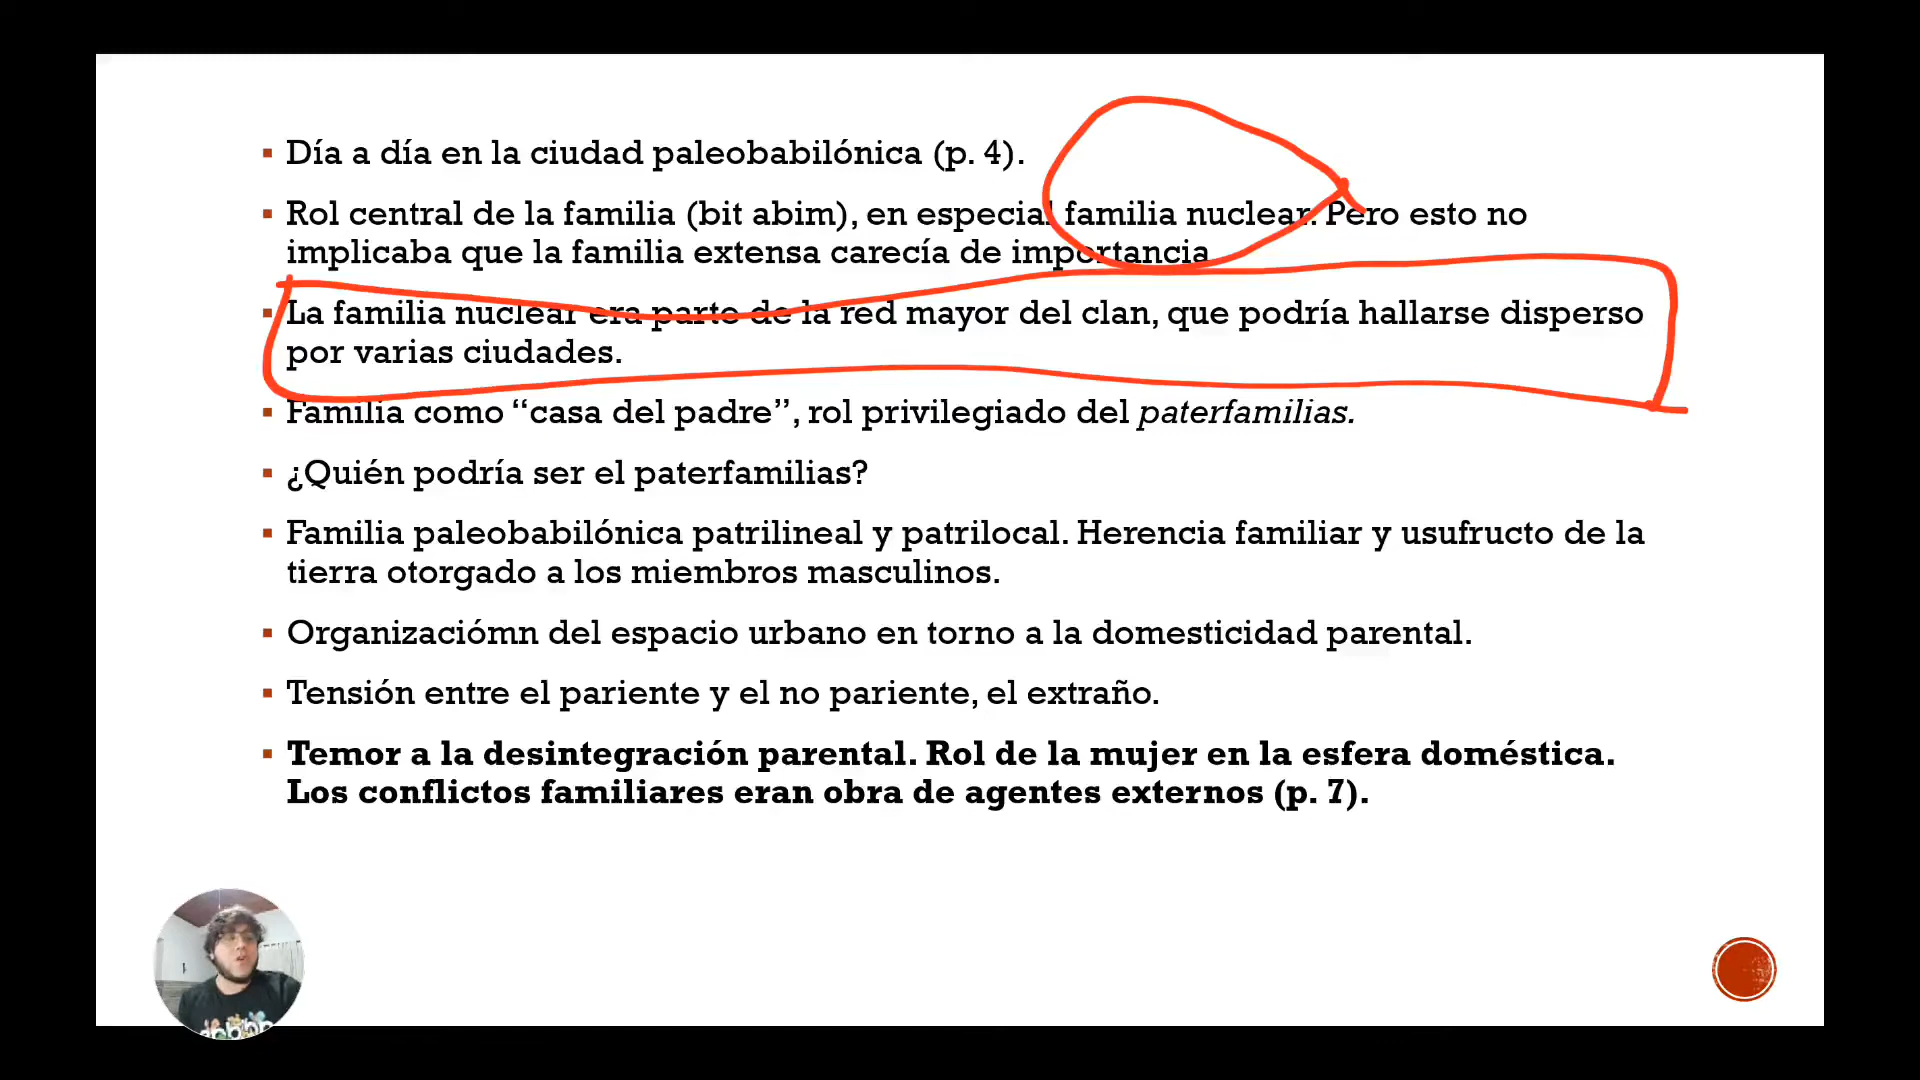 Día a día en la ciudad paleobabilónica (p. 4).
Rol central de la familia (bit abim), en especial familia nuclear. Pero esto no
implicaba que la familia extensa carecía de importancia
La familia nuclear era parte de la red mayor del clan, que podría hallarse disperso
por varias ciudades.
Familia como “casa del padre”, rol privilegiado del paterfamilias.
¿Quién podría ser el paterfamilias?
Familia paleobabilónica patrilineal y patrilocal. Herencia familiar y usufructo de la
tierra otorgado a los miembros masculinos.
Organizaciómn del espacio urbano en torno a la domesticidad parental.
Tensión entre el pariente y el no pariente, el extraño.
Temor a la desintegración parental. Rol de la mujer en la esfera doméstica.
Los conflictos familiares eran obra de agentes externos (p. 7).